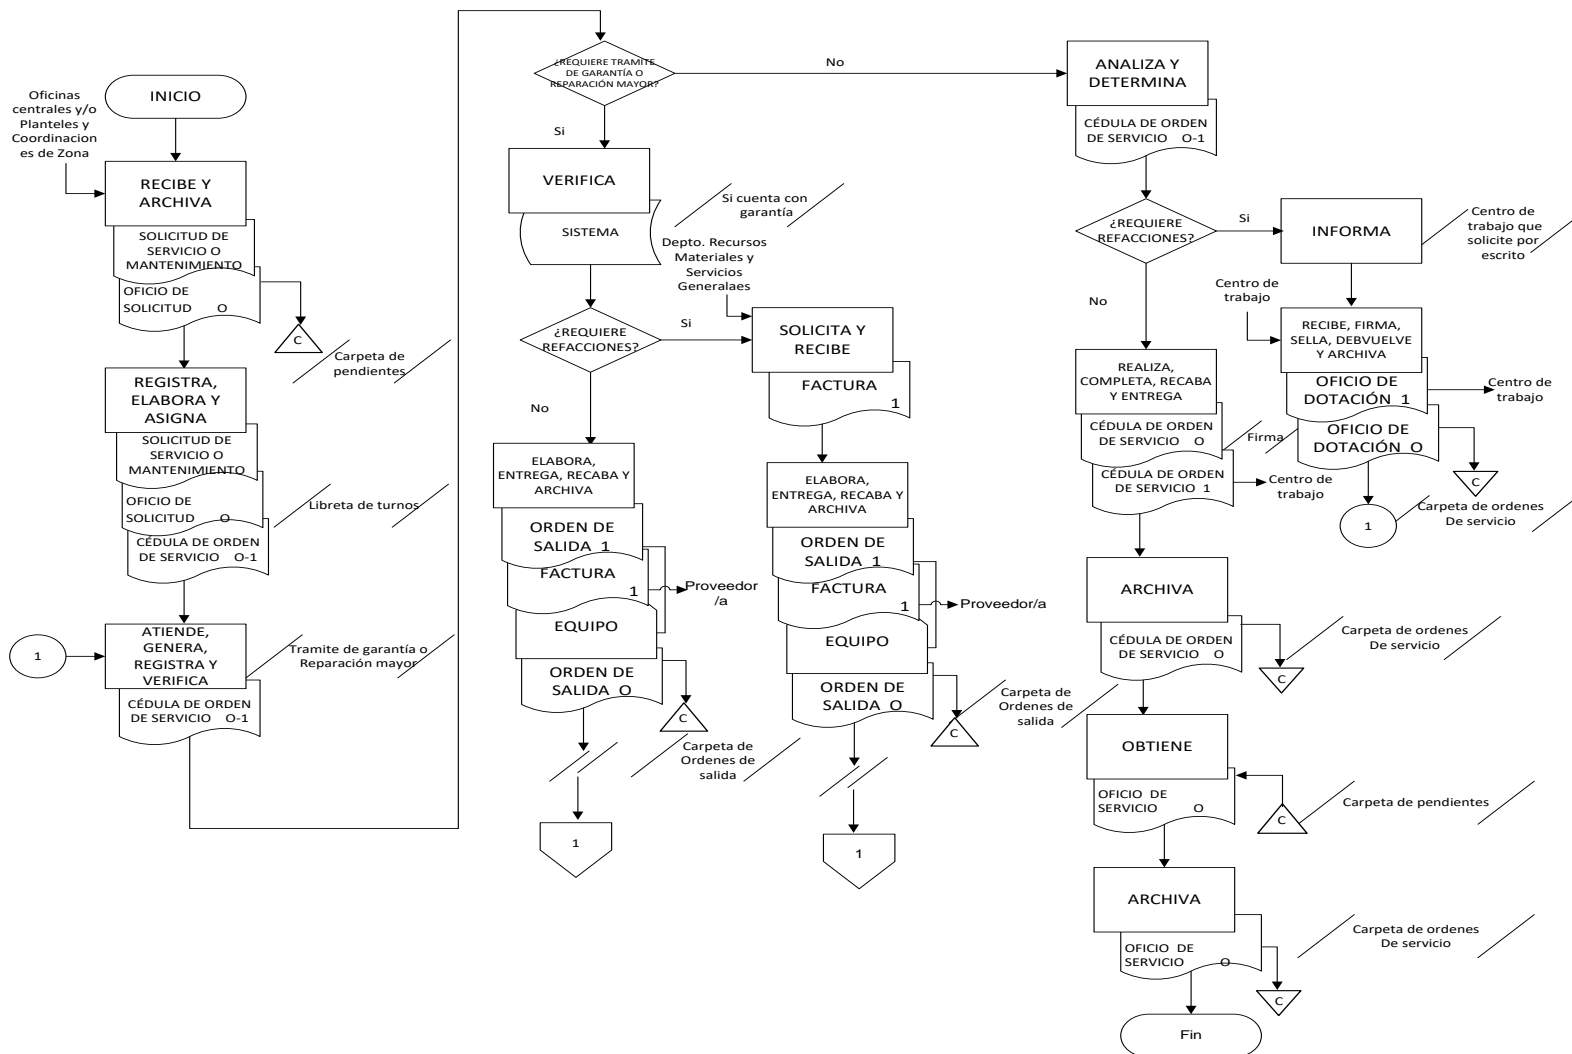 Oficinas
centrales y/o
Planteles y
Coordinacion
es de Zona
INICIO
RECIBE Y
ARCHIVA
SOLICITUD DE
SERVICIO O
MANTENIMIENTO
OFICIO DE
SOLICITUD O
C
Carpeta de
pendientes
REGISTRA,
ELABORA Y
ASIGNA
SOLICITUD DE
SERVICIO O
MANTENIMIENTO
OFICIO DE
SOLICITUD O
CÉDULA DE ORDEN
DE SERVICIO O-1
Libreta de turnos
1
ATIENDE,
GENERA,
REGISTRA Y
VERIFICA
Tramite de garantía o
Reparación mayor
CÉDULA DE ORDEN
DE SERVICIO O-1
¿REQUIERE TRAMITE
DE GARANTÍA O
REPARACIÓN MAYOR?
No
Si
VERIFICA
SISTEMA
Si cuenta con
garantía
Depto. Recursos
Materiales y
Servicios
Generalaes
¿REQUIERE
REFACCIONES?
Si
No
SOLICITA Y
RECIBE
FACTURA
1
ELABORA,
ENTREGA, RECABA Y
ARCHIVA
ORDEN DE
SALIDA 1
FACTURA
1
Proveedor
/a
EQUIPO
ORDEN DE
SALIDA O
C
Carpeta de
Ordenes de
salida
1
ELABORA,
ENTREGA, RECABA Y
ARCHIVA
ORDEN DE
SALIDA 1
FACTURA
1
Proveedor/a
EQUIPO
ORDEN DE
SALIDA O
C
Carpeta de
Ordenes de
salida
1
ANALIZA Y
DETERMINA
CÉDULA DE ORDEN
DE SERVICIO O-1
¿REQUIERE
REFACCIONES?
Si
No
INFORMA
Centro de
trabajo que
solicite por
escrito
Centro de
trabajo
RECIBE, FIRMA,
SELLA, DEBVUELVE
Y ARCHIVA
OFICIO DE
DOTACIÓN 1
Centro de
trabajo
OFICIO DE
DOTACIÓN O
C
1
Carpeta de ordenes
De servicio
REALIZA,
COMPLETA, RECABA
Y ENTREGA
CÉDULA DE ORDEN
DE SERVICIO O
Firma
CÉDULA DE ORDEN
DE SERVICIO 1
Centro de
trabajo
ARCHIVA
CÉDULA DE ORDEN
DE SERVICIO O
C
Carpeta de ordenes
De servicio
OBTIENE
OFICIO DE
SERVICIO O
C
Carpeta de pendientes
ARCHIVA
OFICIO DE
SERVICIO O
C
Carpeta de ordenes
De servicio
Fin